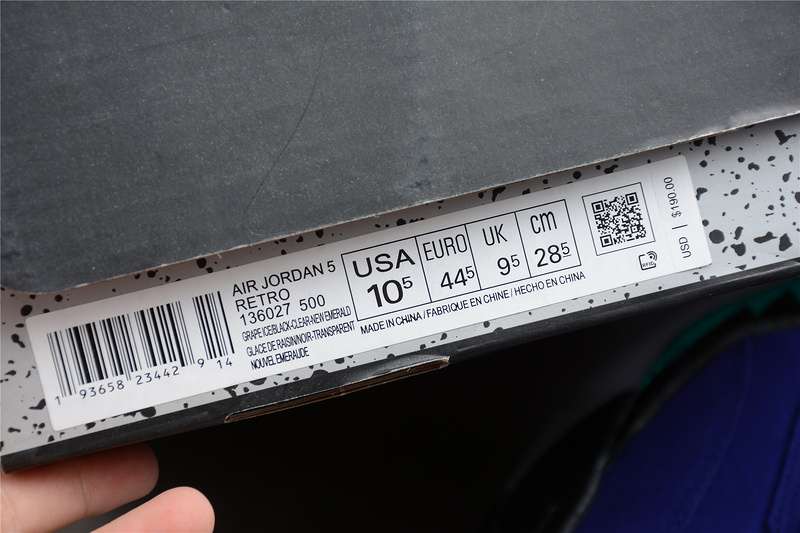 AIR JORDAN 5
RETRO
136027 500
GRAPE ICE/BLACK-CLEAR-NEW EMERALD
GLACE DE RAISIN/NOIR-TRANSPARENT
NOUVEL EMERAUDE
1 93658 23442 9 14
USA
10⁵
EURO
44⁵
UK
9⁵
cm
28⁵
MADE IN CHINA / FABRIQUE EN CHINE / HECHO EN CHINA
RFID
USD | $190.00